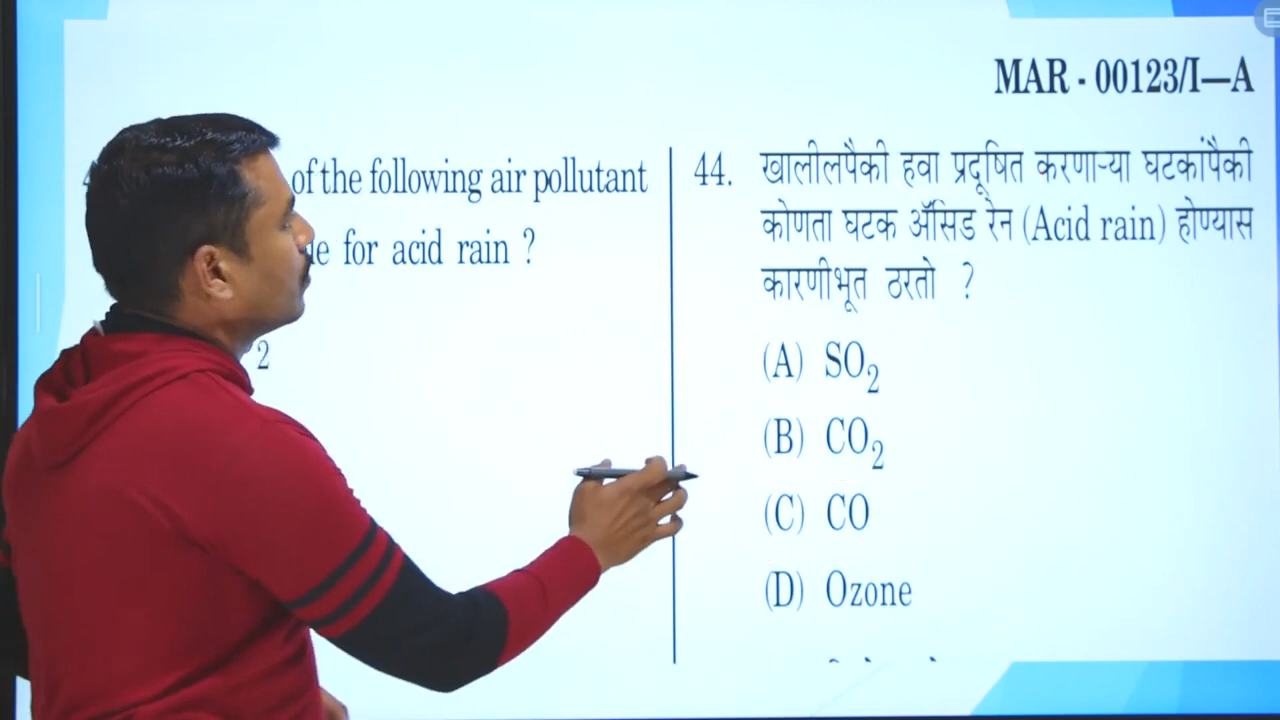 MAR - 00123/I—A
of the following air pollutant
for acid rain ?
2
44. खालीलपैकी हवा प्रदूषित करणाऱ्या घटकांपैकी
कोणता घटक ॲसिड रेन (Acid rain) होण्यास
कारणीभूत ठरतो ?
(A) SO2
(B) CO2
(C) CO
(D) Ozone